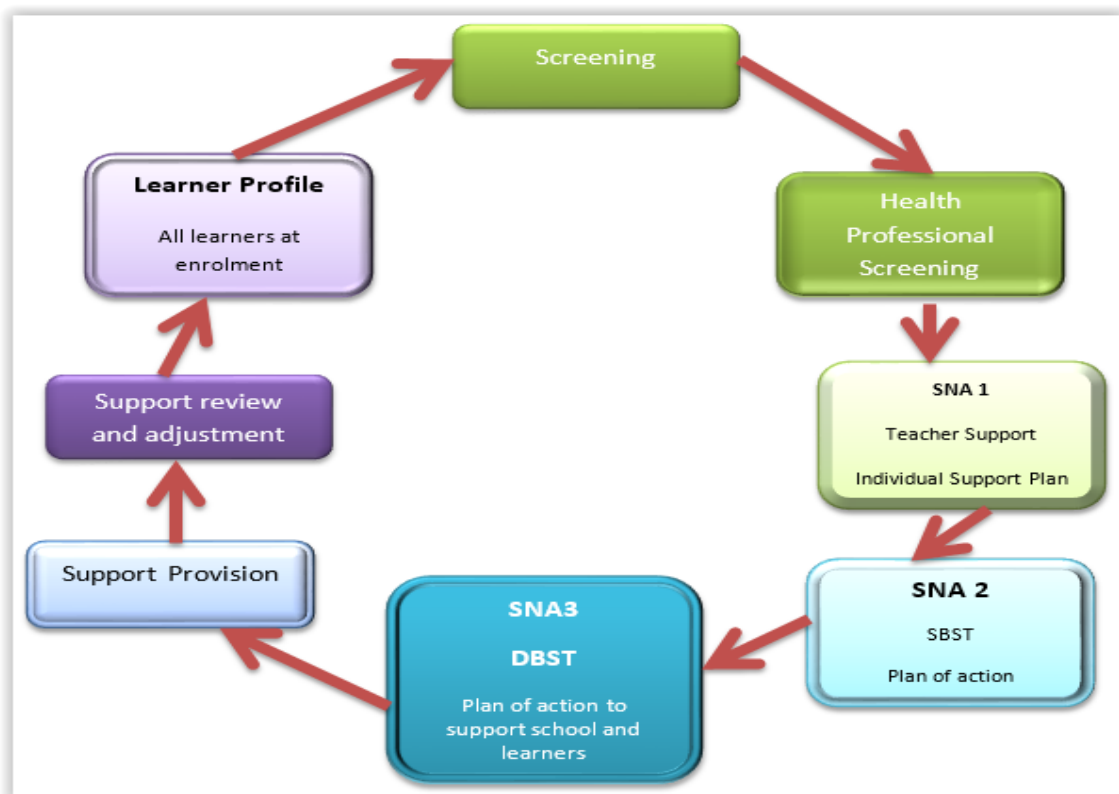 Screening
Health
Professional
Screening
SNA 1
Teacher Support
Individual Support Plan
SNA 2
SBST
Plan of action
SNA3
DBST
Plan of action to
support school and
learners
Support Provision
Support review
and adjustment
Learner Profile
All learners at
enrolment